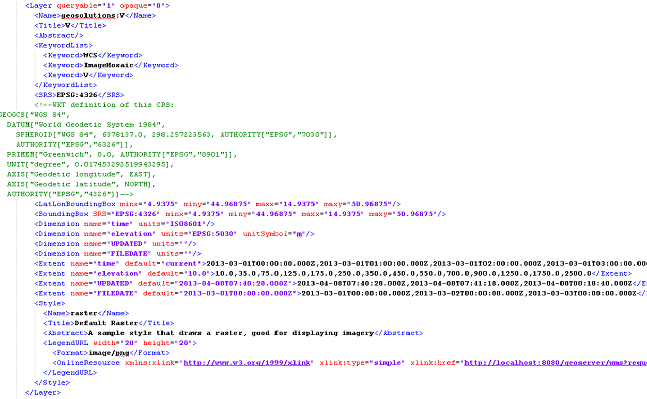 <Layer queryable="1" opaque="0">
<Name>geosolutions:V</Name>
<Title>V</Title>
<Abstract/>
<KeywordList>
<Keyword>WCS</Keyword>
<Keyword>ImageMosaic</Keyword>
<Keyword>V</Keyword>
</KeywordList>
<SRS>EPSG:4326</SRS>
<!--WKT definition of this CRS:
GEOGCS["WGS 84",
DATUM["World Geodetic System 1984",
SPHEROID["WGS 84", 6378137.0, 298.257223563, AUTHORITY["EPSG","7030"]],
AUTHORITY["EPSG","6326"]],
PRIMEM["Greenwich", 0.0, AUTHORITY["EPSG","8901"]],
UNIT["degree", 0.017453292519943295],
AXIS["Geodetic longitude", EAST],
AXIS["Geodetic latitude", NORTH],
AUTHORITY["EPSG","4326"]]-->
<LatLonBoundingBox minx="4.9375" miny="44.96875" maxx="14.9375" maxy="50.96875"/>
<BoundingBox SRS="EPSG:4326" minx="4.9375" miny="44.96875" maxx="14.9375" maxy="50.96875"/>
<Dimension name="time" units="ISO8601"/>
<Dimension name="elevation" units="EPSG:5030" unitSymbol="m"/>
<Dimension name="UPDATED" units=""/>
<Dimension name="FILEDATE" units=""/>
<Extent name="time" default="current">2013-03-01T00:00:00.000Z,2013-03-01T01:00:00.000Z,2013-03-01T02:00:00.000Z,2013-03-01T03:00:00.000
<Extent name="elevation" default="10.0">10.0,35.0,75.0,125.0,175.0,250.0,350.0,450.0,550.0,700.0,900.0,1250.0,1750.0,2500.0</Extent>
<Extent name="UPDATED" default="2013-04-08T07:40:28.000Z">2013-04-08T07:40:28.000Z,2013-04-08T07:41:18.000Z,2013-04-08T08:18:40.000Z</E
<Extent name="FILEDATE" default="2013-03-01T00:00:00.000Z">2013-03-01T00:00:00.000Z,2013-03-02T00:00:00.000Z,2013-03-03T00:00:00.000Z</
<Style>
<Name>raster</Name>
<Title>Default Raster</Title>
<Abstract>A sample style that draws a raster, good for displaying imagery</Abstract>
<LegendURL width="20" height="20">
<Format>image/png</Format>
<OnlineResource xmlns:xlink="http://www.w3.org/1999/xlink" xlink:type="simple" xlink:href="http://localhost:8080/geoserver/wms?reque
</LegendURL>
</Style>
</Layer>